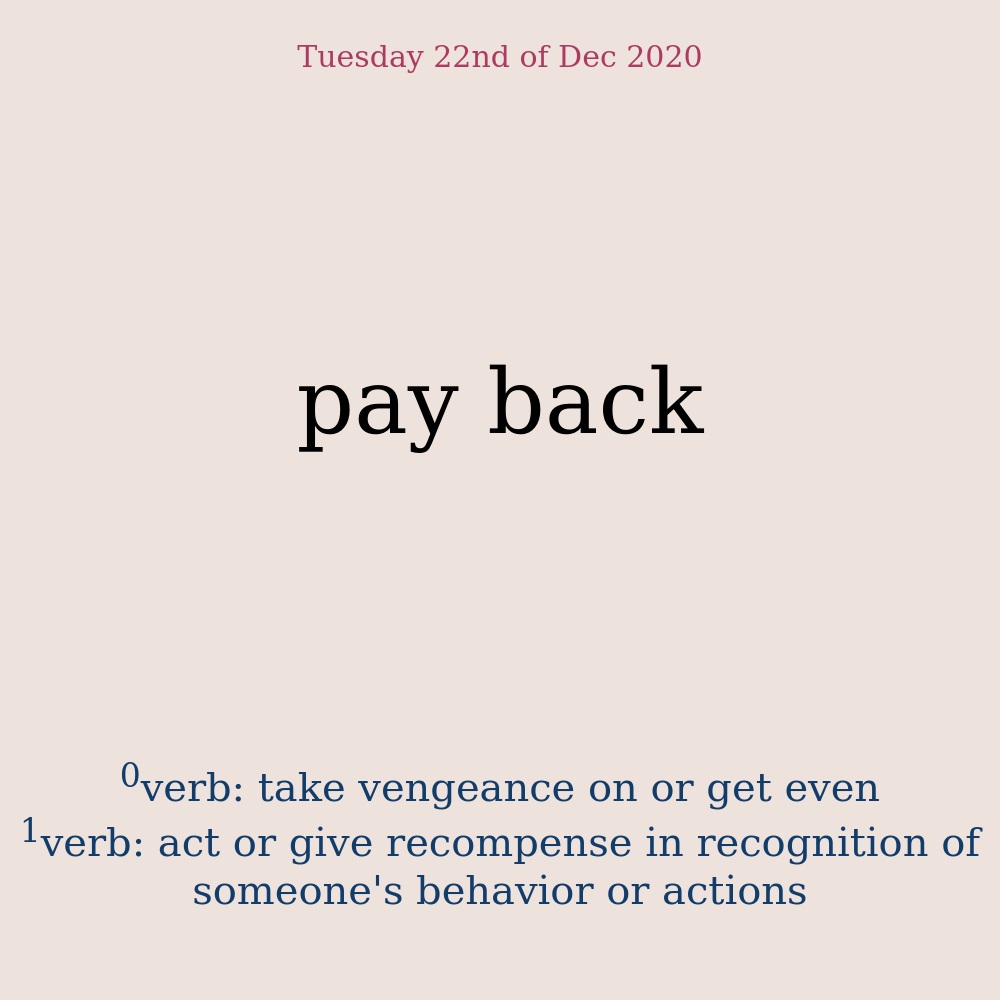 Tuesday 22nd of Dec 2020
pay back
⁰verb: take vengeance on or get even
¹verb: act or give recompense in recognition of
someone's behavior or actions